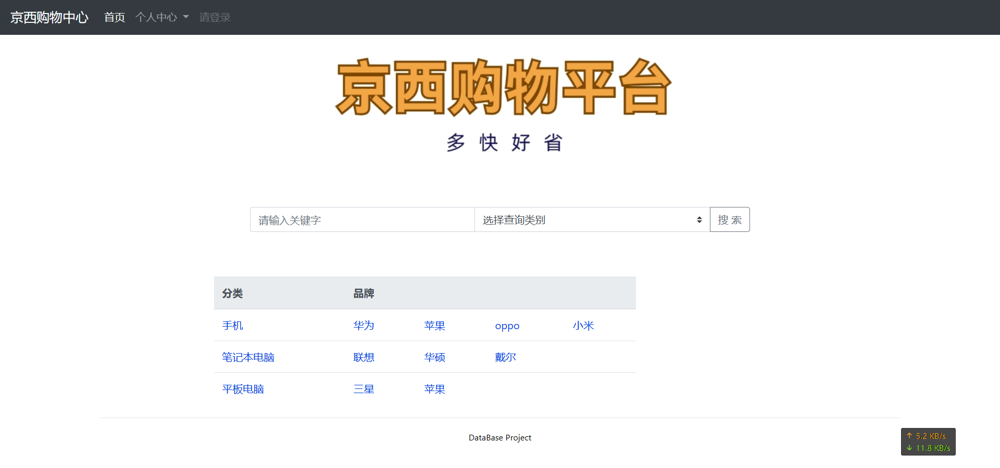 京西购物中心 首页 个人中心 请登录
京西购物平台
多 快 好 省
请输入关键字 选择查询类别 搜 索
分类 品牌
手机 华为 苹果 oppo 小米
笔记本电脑 联想 华硕 戴尔
平板电脑 三星 苹果
DataBase Project
↑ 5.2 KB/s
↓ 11.8 KB/s